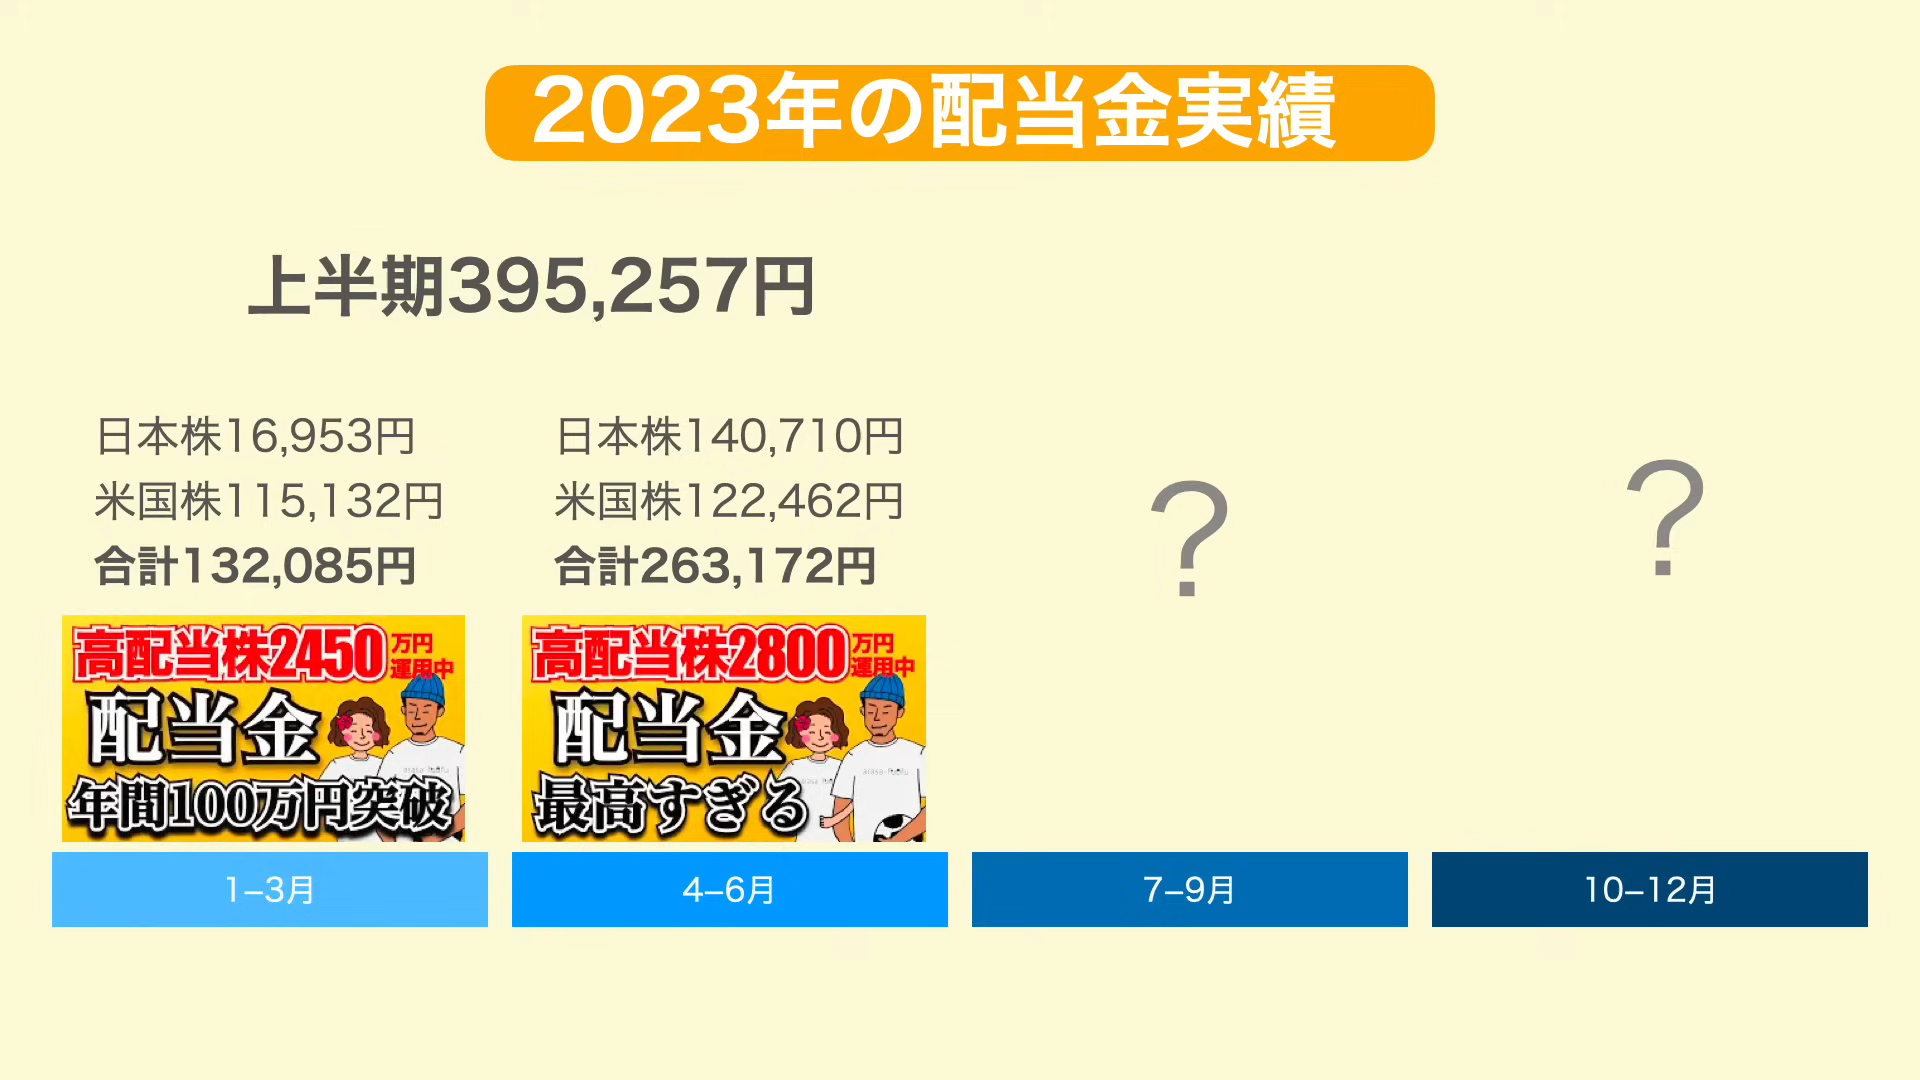 2023年の配当金実績
上半期395,257円
日本株16,953円
米国株115,132円
合計132,085円
高配当株2450万円運用中
配当金
年間100万円突破
1–3月
日本株140,710円
米国株122,462円
合計263,172円
高配当株2800万円運用中
配当金
最高すぎる
4–6月
?
7–9月
?
10–12月